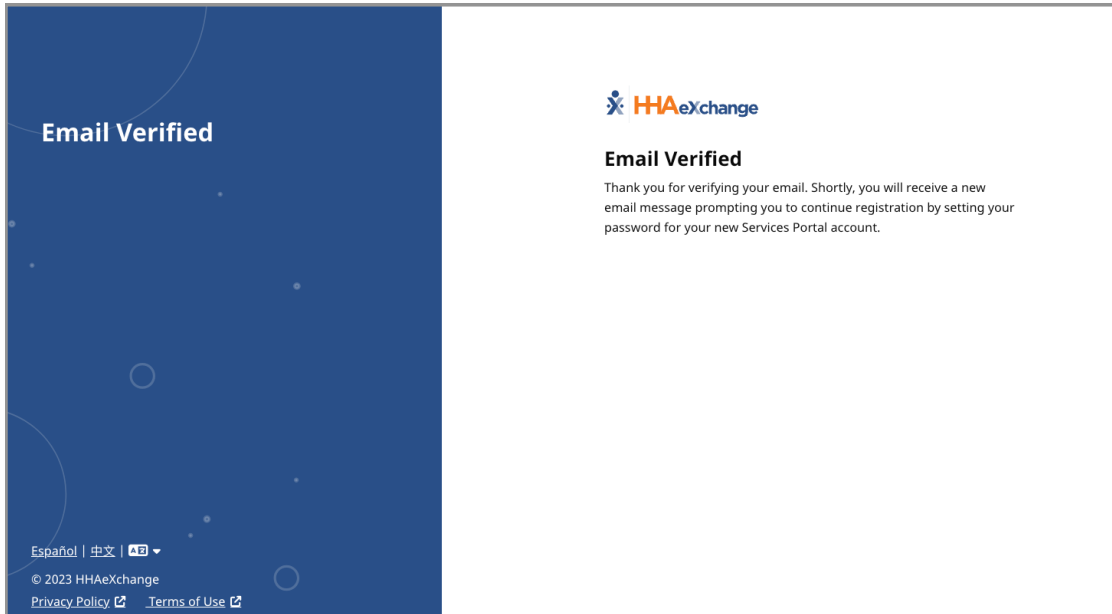 Email Verified
HHAeXchange
Email Verified
Thank you for verifying your email. Shortly, you will receive a new
email message prompting you to continue registration by setting your
password for your new Services Portal account.
Español | 中文 |
© 2023 HHAeXchange
Privacy Policy Terms of Use